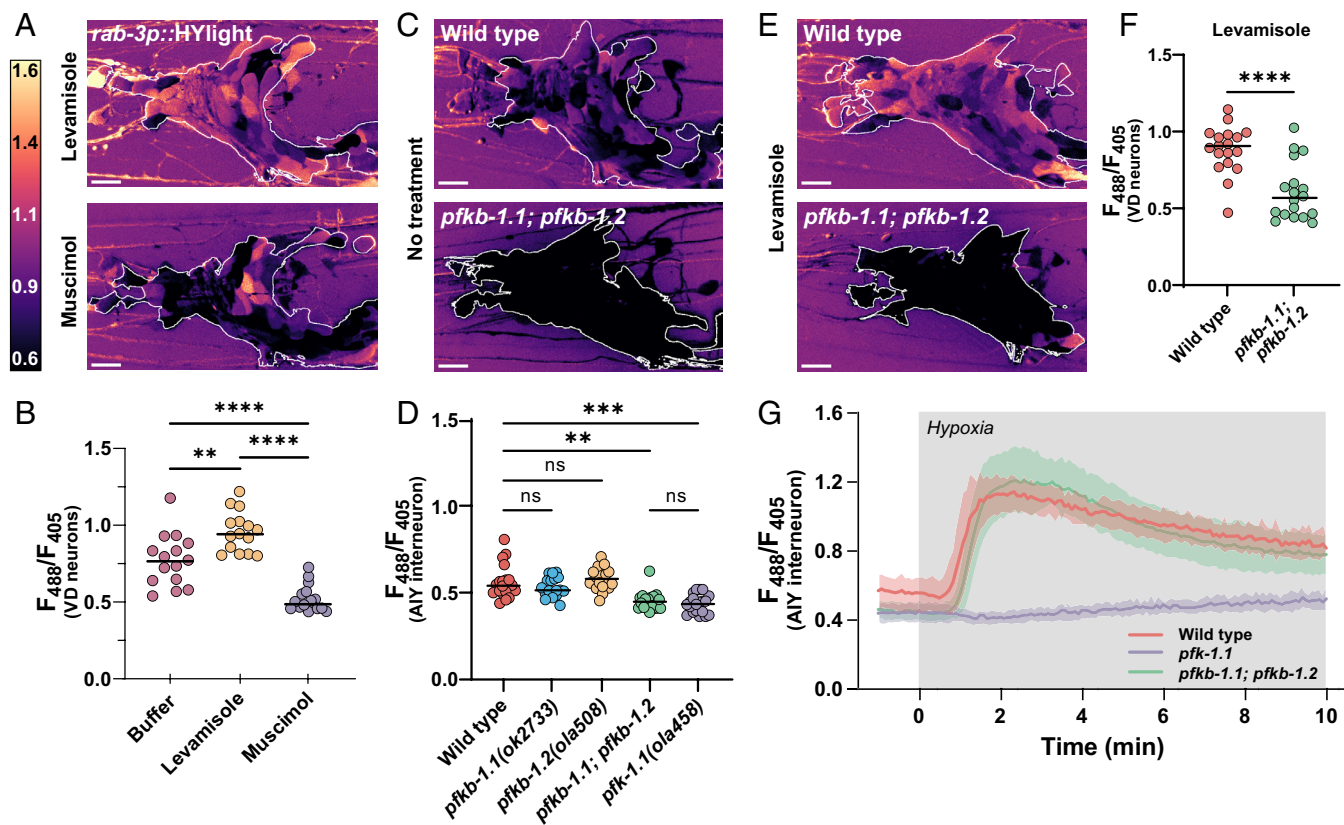 A
rab-3p::HYlight
1.6
1.4
1.1
0.9
0.6
Levamisole
Muscimol
C
Wild type
No treatment
pfkb-1.1; pfkb-1.2
E
Wild type
Levamisole
pfkb-1.1; pfkb-1.2
F
Levamisole
****
F488/F405
(VD neurons)
1.5
1.0
0.5
0.0
Wild type
pfkb-1.1;
pfkb-1.2
B
****
**
****
F488/F405
(VD neurons)
1.5
1.0
0.5
0.0
Buffer
Levamisole
Muscimol
D
***
**
ns
ns
ns
F488/F405
(AIY interneuron)
1.5
1.0
0.5
0.0
Wild type
pfkb-1.1(ok2733)
pfkb-1.2(ola508)
pfkb-1.1; pfkb-1.2
pfk-1.1(ola458)
G
Hypoxia
F488/F405
(AIY interneuron)
1.6
1.2
0.8
0.4
0.0
Wild type
pfk-1.1
pfkb-1.1; pfkb-1.2
0
2
4
6
8
10
Time (min)